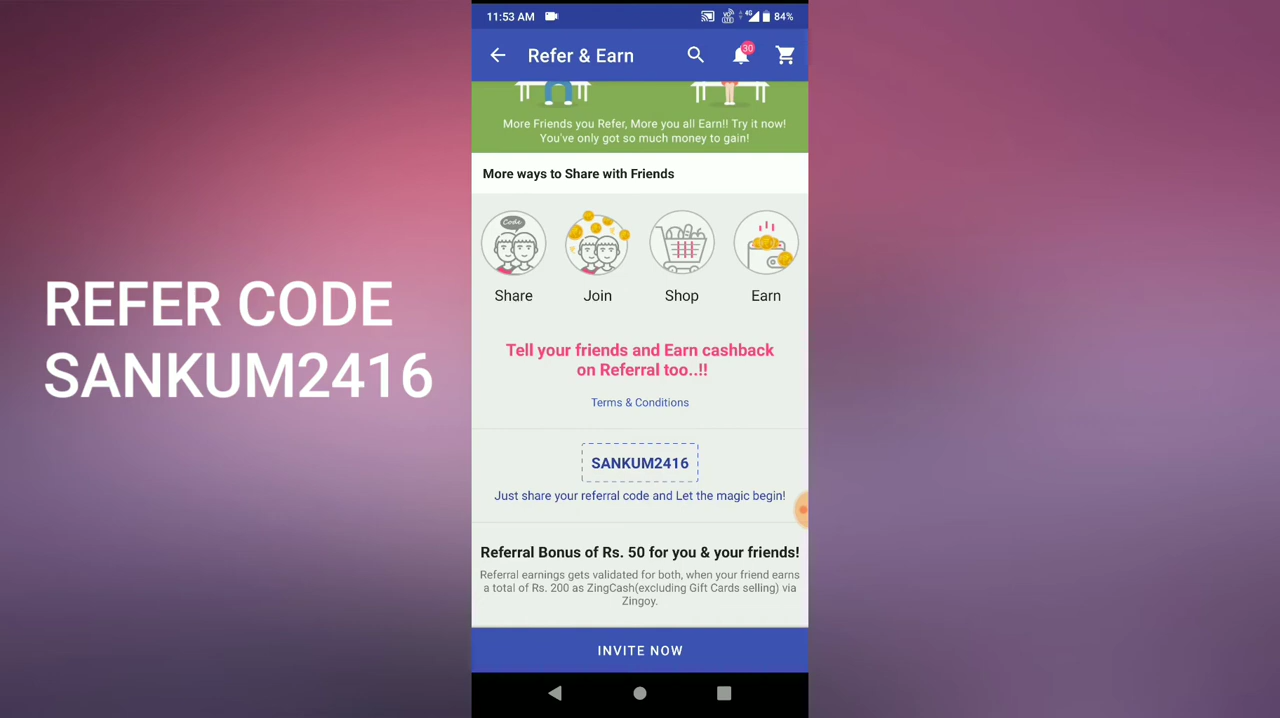 REFER CODE
SANKUM2416
11:53 AM
4G
84%
Refer & Earn
30
More Friends you Refer, More you all Earn!! Try it now!
You've only got so much money to gain!
More ways to Share with Friends
Code
Share
Join
Shop
Earn
Tell your friends and Earn cashback
on Referral too..!!
Terms & Conditions
SANKUM2416
Just share your referral code and Let the magic begin!
Referral Bonus of Rs. 50 for you & your friends!
Referral earnings gets validated for both, when your friend earns
a total of Rs. 200 as ZingCash(excluding Gift Cards selling) via
Zingoy.
INVITE NOW